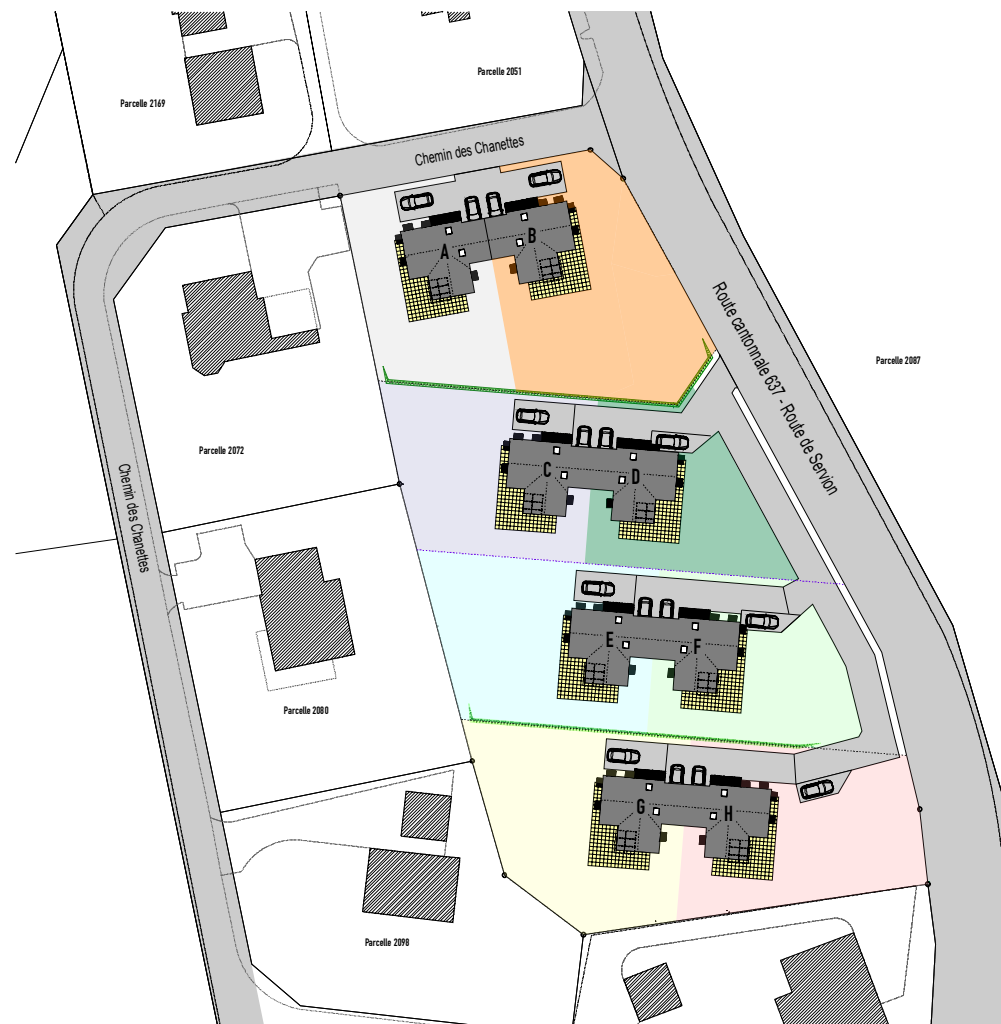 Parcelle 2051
Parcelle 2169
Chemin des Chanettes
A
B
Route cantonnale 637 - Route de Servion
Parcelle 2087
Parcelle 2072
Chemin des Chanettes
C
D
E
F
Parcelle 2080
G
H
Parcelle 2098